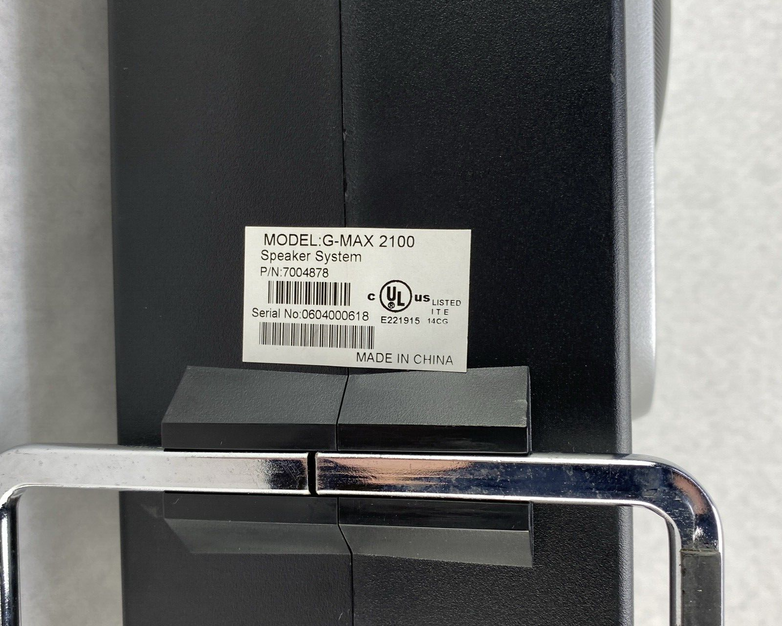 MODEL:G-MAX 2100
Speaker System
P/N:7004878
c UL us LISTED
I T E
E221915 14CG
Serial No:0604000618
MADE IN CHINA